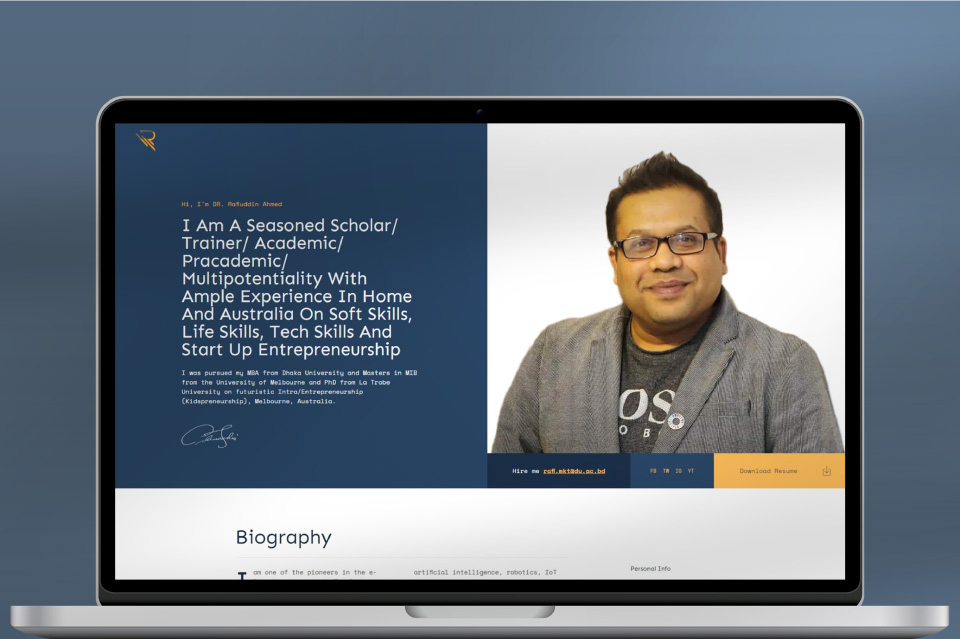 Hi, I'm DR. Rafiuddin Ahmed
I Am A Seasoned Scholar/
Trainer/ Academic/
Pracademic/
Multipotentiality With
Ample Experience In Home
And Australia On Soft Skills,
Life Skills, Tech Skills And
Start Up Entrepreneurship
I was pursued my MBA from Dhaka University and Masters in MIB
from the University of Melbourne and PhD from La Trobe
University on futuristic Intra/Entrepreneurship
(Kidspreneurship), Melbourne, Australia.
OS
OB
Hire me rafi.mkt@du.ac.bd
FB TW IG YT
Download Resume
Biography
I am one of the pioneers in the e-
artificial intelligence, robotics, IoT
Personal Info